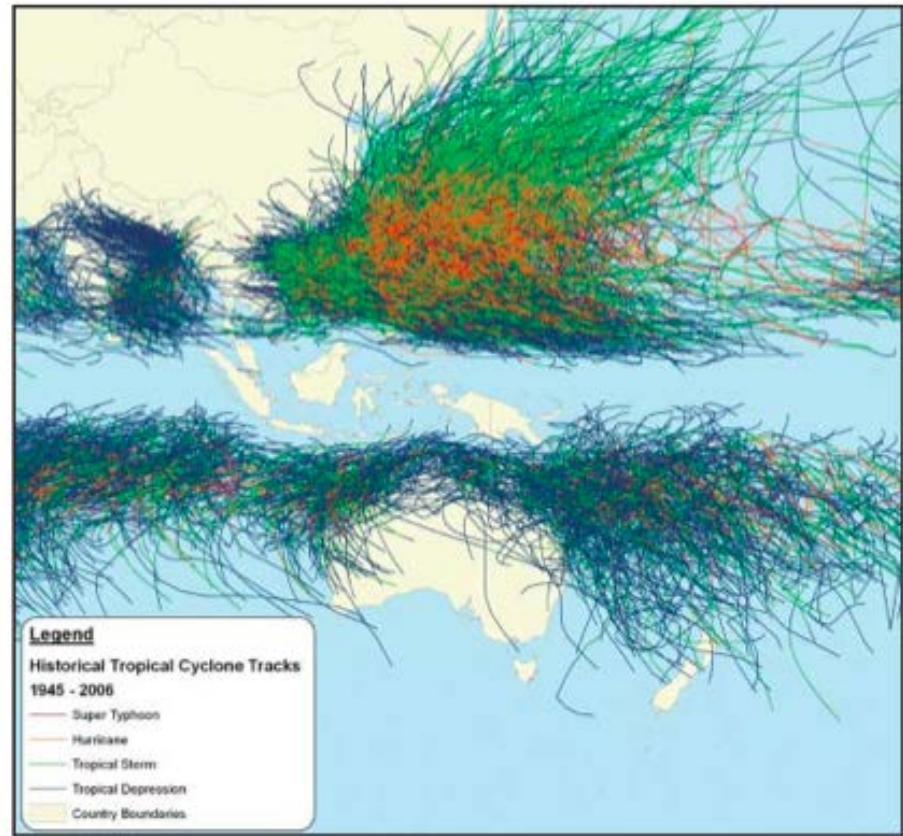 Legend
Historical Tropical Cyclone Tracks
1945 - 2006
Super Typhoon
Hurricane
Tropical Storm
Tropical Depression
Country Boundaries